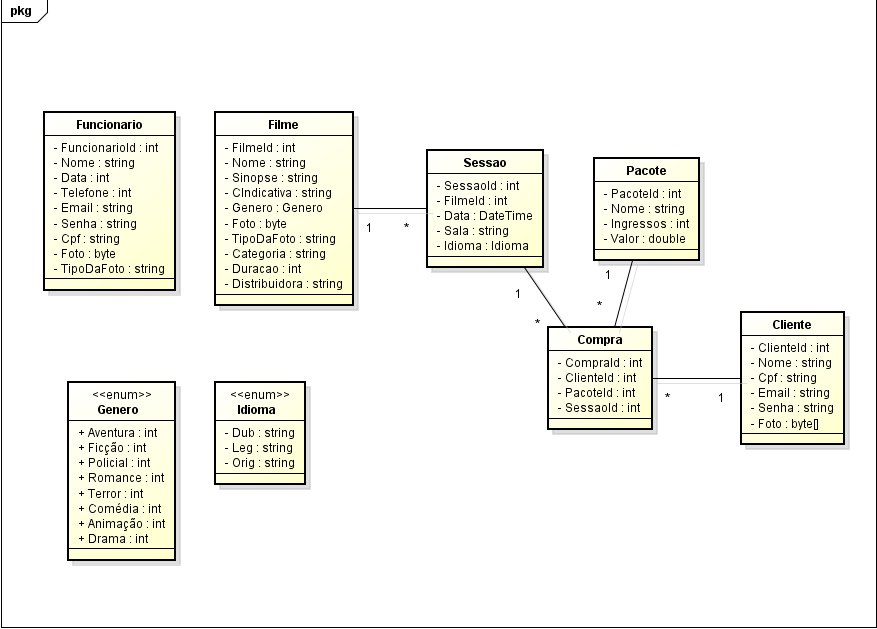 pkg
Funcionario
- FuncionarioId : int
- Nome : string
- Data : int
- Telefone : int
- Email : string
- Senha : string
- Cpf : string
- Foto : byte
- TipoDaFoto : string
Filme
- FilmeId : int
- Nome : string
- Sinopse : string
- CIndicativa : string
- Genero : Genero
- Foto : byte
- TipoDaFoto : string
- Categoria : string
- Duracao : int
- Distribuidora : string
1
*
Sessao
- SessaoId : int
- FilmeId : int
- Data : DateTime
- Sala : string
- Idioma : Idioma
1
*
Pacote
- PacoteId : int
- Nome : string
- Ingressos : int
- Valor : double
1
*
Compra
- CompraId : int
- ClienteId : int
- PacoteId : int
- SessaoId : int
*
1
Cliente
- ClienteId : int
- Nome : string
- Cpf : string
- Email : string
- Senha : string
- Foto : byte[]
<<enum>>
Genero
+ Aventura : int
+ Ficção : int
+ Policial : int
+ Romance : int
+ Terror : int
+ Comédia : int
+ Animação : int
+ Drama : int
<<enum>>
Idioma
- Dub : string
- Leg : string
- Orig : string